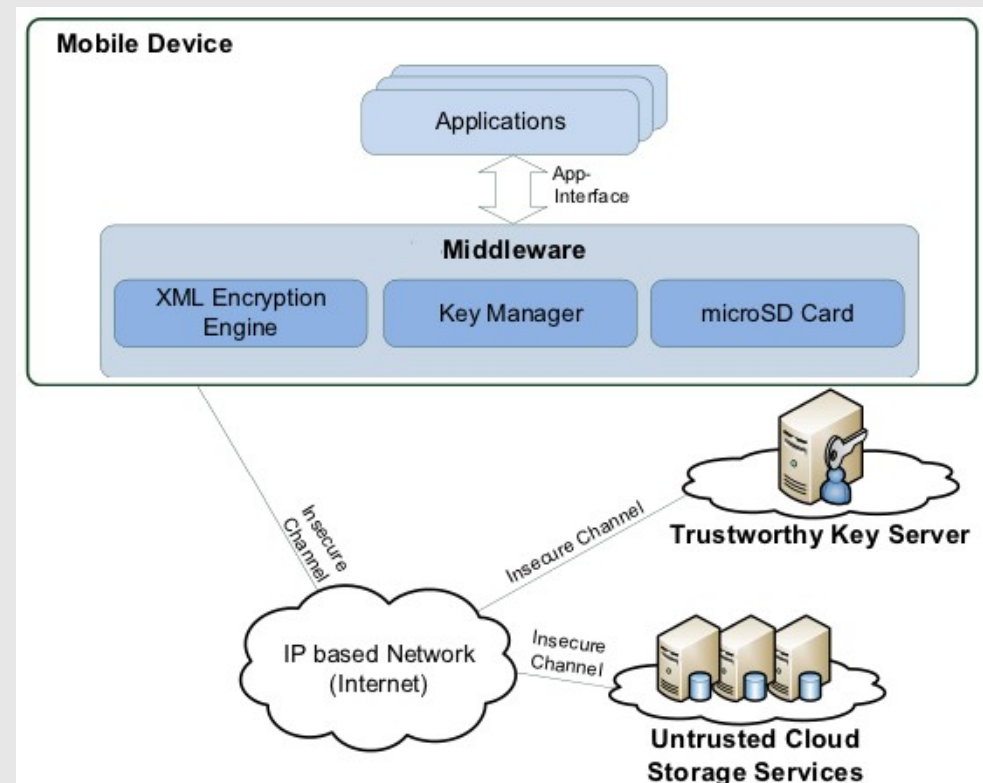 Mobile Device
Applications
App-
Interface
Middleware
XML Encryption
Engine
Key Manager
microSD Card
Insecure
Channel
Insecure Channel
Trustworthy Key Server
IP based Network
(Internet)
Insecure
Channel
Untrusted Cloud
Storage Services